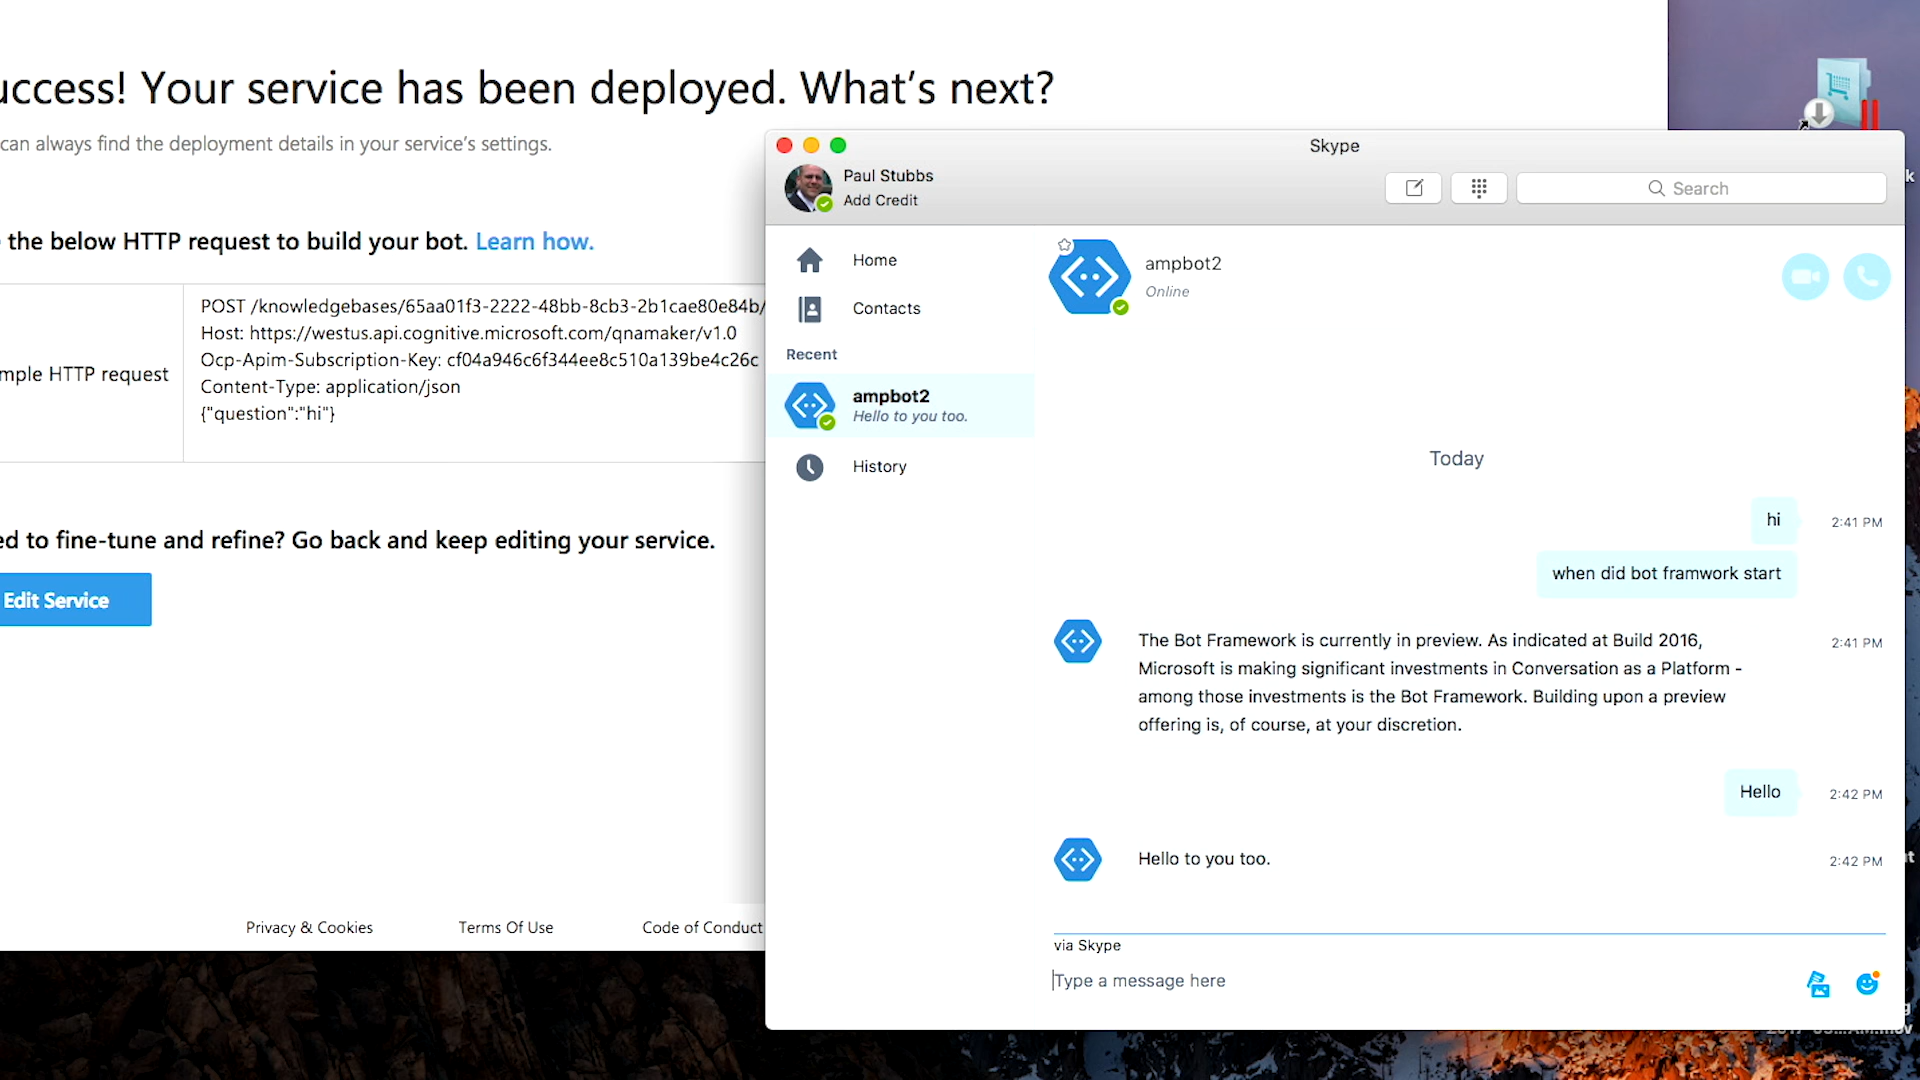 uccess! Your service has been deployed. What's next?
can always find the deployment details in your service's settings.
the below HTTP request to build your bot. Learn how.
mple HTTP request
POST /knowledgebases/65aa01f3-2222-48bb-8cb3-2b1cae80e84b/
Host: https://westus.api.cognitive.microsoft.com/qnamaker/v1.0
Ocp-Apim-Subscription-Key: cf04a946c6f344ee8c510a139be4c26c
Content-Type: application/json
{"question":"hi"}
ed to fine-tune and refine? Go back and keep editing your service.
Edit Service
Privacy & Cookies
Terms Of Use
Code of Conduct
Skype
Paul Stubbs
Add Credit
Search
Home
Contacts
Recent
ampbot2
Hello to you too.
History
ampbot2
Online
Today
hi
2:41 PM
when did bot framwork start
The Bot Framework is currently in preview. As indicated at Build 2016,
2:41 PM
Microsoft is making significant investments in Conversation as a Platform -
among those investments is the Bot Framework. Building upon a preview
offering is, of course, at your discretion.
Hello
2:42 PM
Hello to you too.
2:42 PM
via Skype
Type a message here